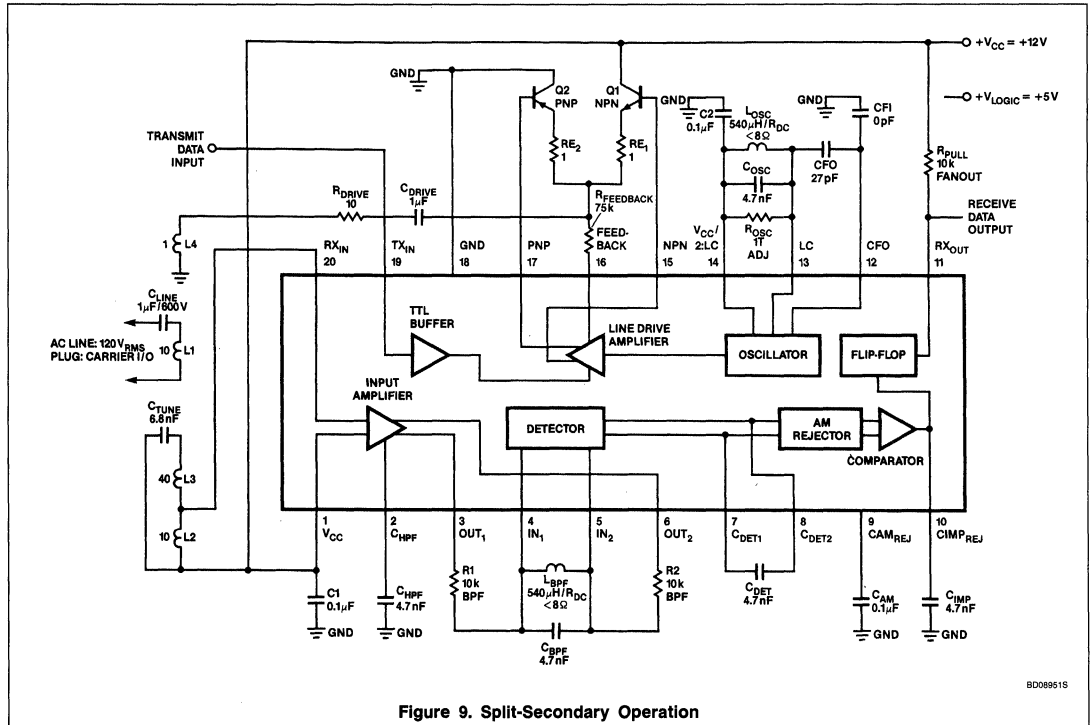 +VCC = +12V
GND
Q2
PNP
Q1
NPN
GND
C2
0.1μF
LOSC
540μH/RDC
<8Ω
GND
CFI
0pF
+VLOGIC = +5V
TRANSMIT
DATA
INPUT
RE2
1
RE1
1
COSC
4.7nF
CFO
27pF
RPULL
10k
FANOUT
RDRIVE
10
CDRIVE
1μF
RFEEDBACK
75k
FEED-
BACK
ROSC
1T
ADJ
RECEIVE
DATA
OUTPUT
1 L4
RXIN
20
TXIN
19
GND
18
PNP
17
16
NPN
15
VCC/
2:LC
14
LC
13
CFO
12
RXOUT
11
CLINE
1μF/600V
AC LINE: 120VRMS
PLUG: CARRIER I/O
10 L1
TTL
BUFFER
LINE DRIVE
AMPLIFIER
OSCILLATOR
FLIP-FLOP
INPUT
AMPLIFIER
DETECTOR
AM
REJECTOR
COMPARATOR
CTUNE
6.8nF
40 L3
10 L2
1
VCC
2
CHPF
3
OUT1
4
IN1
5
IN2
6
OUT2
7
CDET1
8
CDET2
9
CAMREJ
10
CIMPREJ
C1
0.1μF
GND
CHPF
4.7nF
GND
R1
10k
BPF
LBPF
540μH/RDC
<8Ω
CBPF
4.7nF
R2
10k
BPF
CDET
4.7nF
CAM
0.1μF
GND
CIMP
4.7nF
GND
BD08951S
Figure 9. Split-Secondary Operation